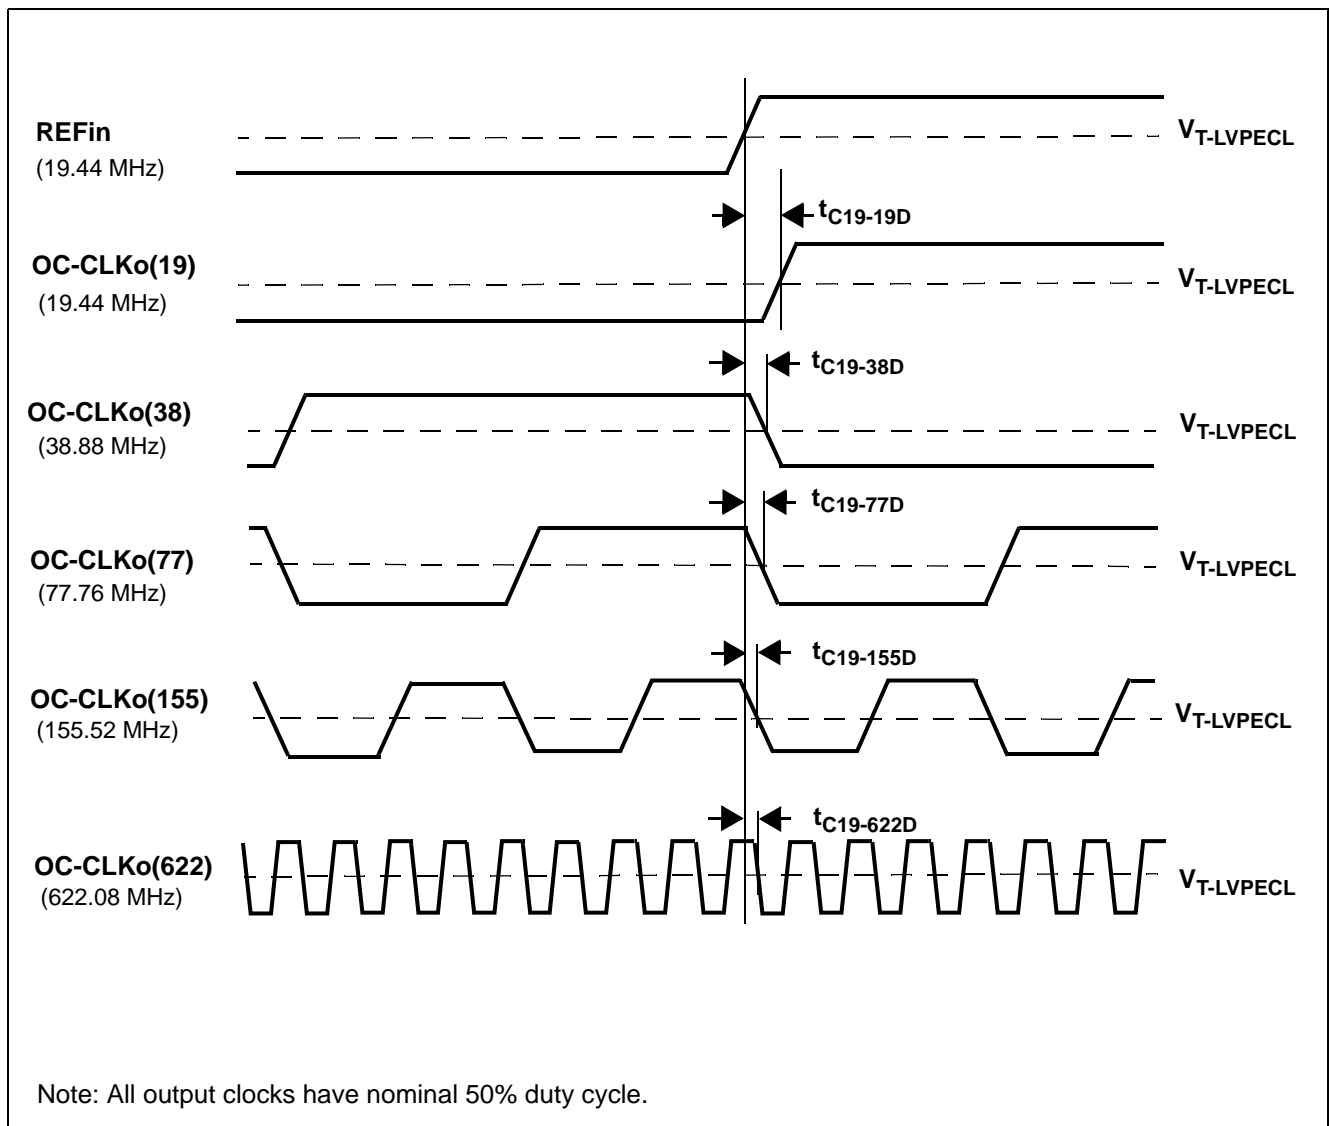 REFin
(19.44 MHz)
VT-LVPECL
tC19-19D
OC-CLKo(19)
(19.44 MHz)
VT-LVPECL
tC19-38D
OC-CLKo(38)
(38.88 MHz)
VT-LVPECL
tC19-77D
OC-CLKo(77)
(77.76 MHz)
VT-LVPECL
tC19-155D
OC-CLKo(155)
(155.52 MHz)
VT-LVPECL
tC19-622D
OC-CLKo(622)
(622.08 MHz)
VT-LVPECL
Note: All output clocks have nominal 50% duty cycle.